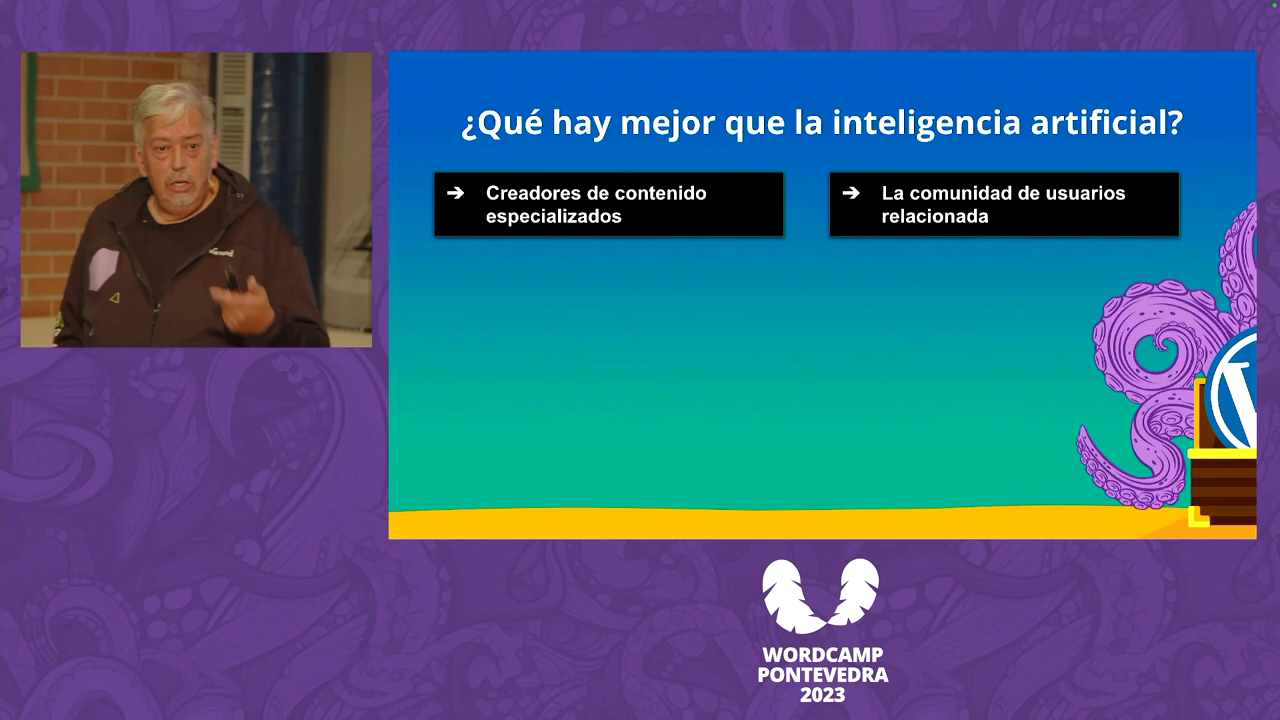 ¿Qué hay mejor que la inteligencia artificial?
➔ Creadores de contenido
especializados
➔ La comunidad de usuarios
relacionada
WORDCAMP
PONTEVEDRA
2023